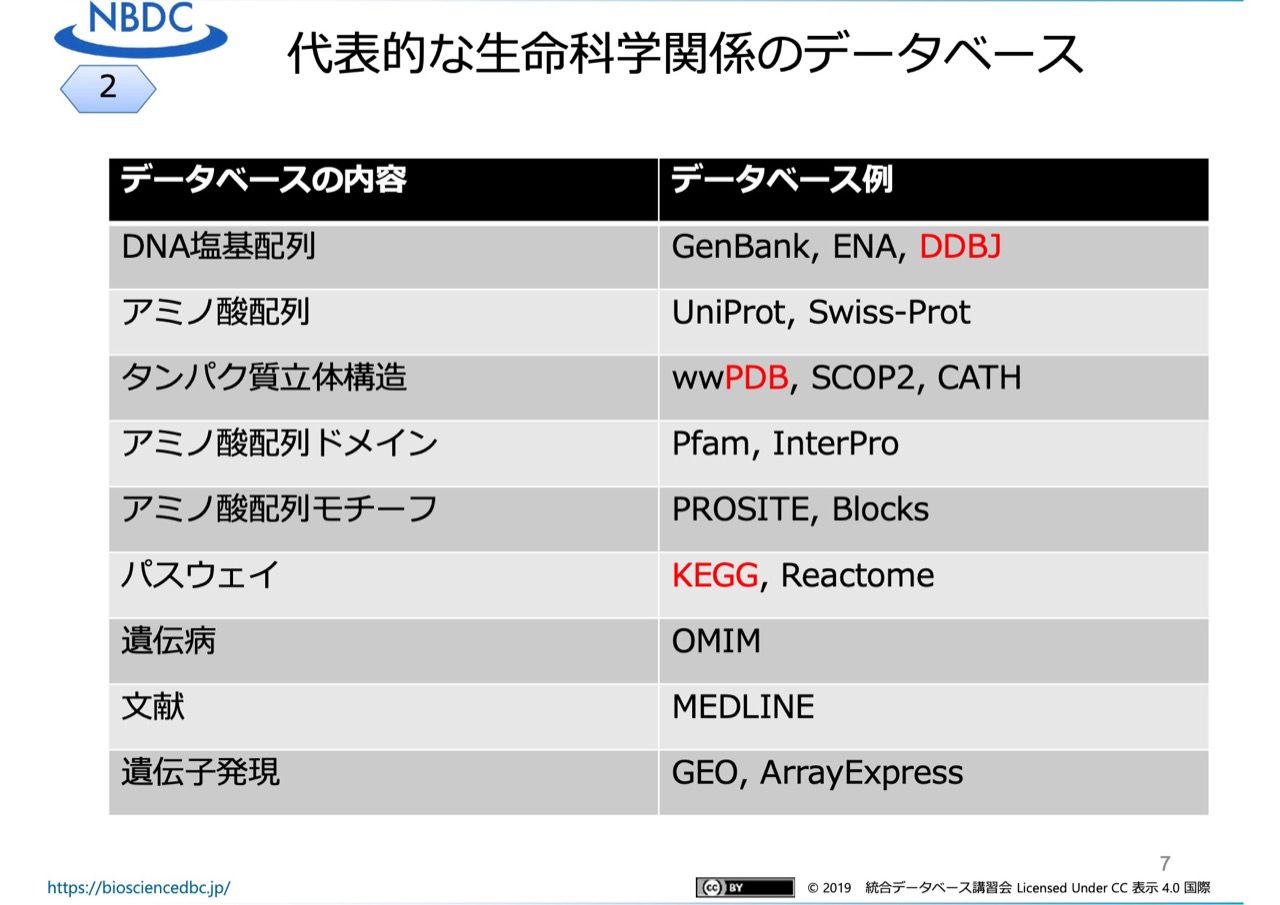 NBDC
代表的な生命科学関係のデータベース
2
データベースの内容 データベース例
DNA塩基配列 GenBank, ENA, DDBJ
アミノ酸配列 UniProt, Swiss-Prot
タンパク質立体構造 wwPDB, SCOP2, CATH
アミノ酸配列ドメイン Pfam, InterPro
アミノ酸配列モチーフ PROSITE, Blocks
パスウェイ KEGG, Reactome
遺伝病 OMIM
文献 MEDLINE
遺伝子発現 GEO, ArrayExpress
7
https://biosciencedbc.jp/ cc BY © 2019 統合データベース講習会 Licensed Under CC 表示 4.0 国際